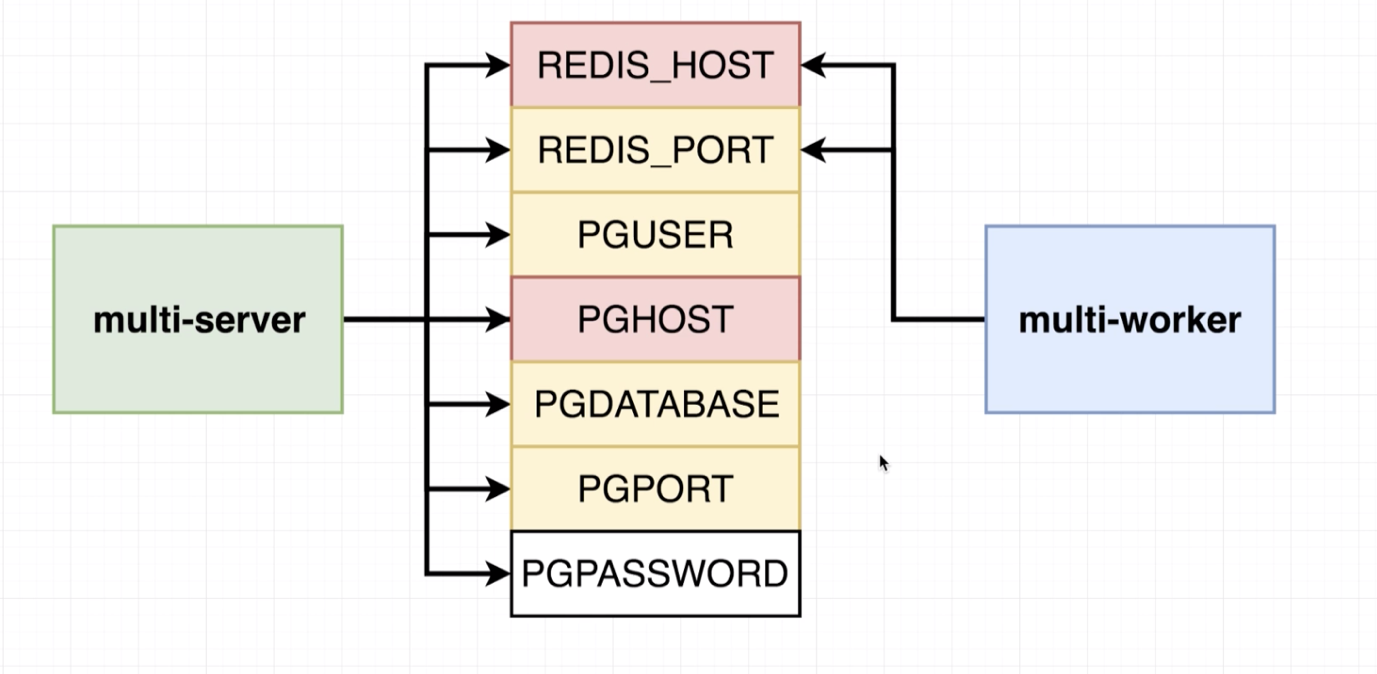 REDIS_HOST
REDIS_PORT
PGUSER
multi-server
PGHOST
multi-worker
PGDATABASE
PGPORT
PGPASSWORD